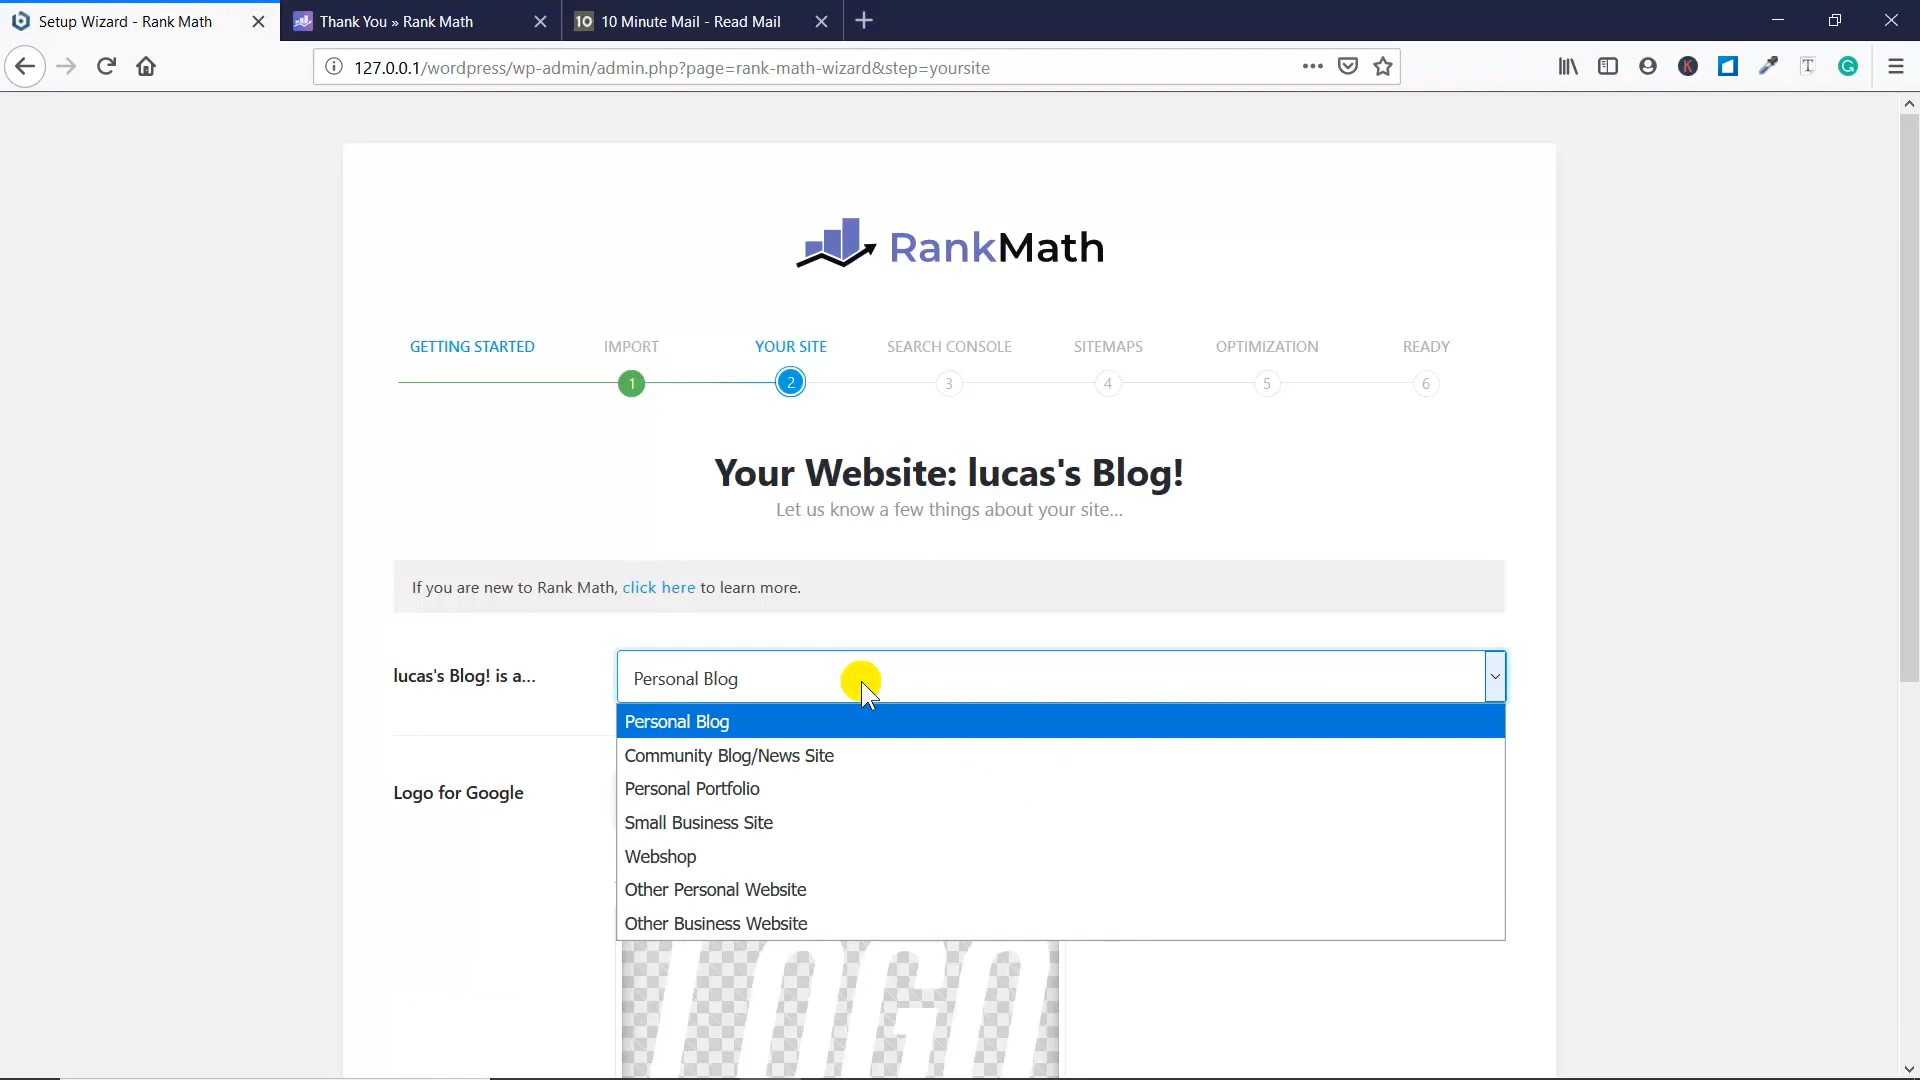 Setup Wizard - Rank Math
Thank You » Rank Math
10 10 Minute Mail - Read Mail
127.0.0.1/wordpress/wp-admin/admin.php?page=rank-math-wizard&step=yoursite
RankMath
GETTING STARTED IMPORT YOUR SITE SEARCH CONSOLE SITEMAPS OPTIMIZATION READY
1 2 3 4 5 6
Your Website: lucas's Blog!
Let us know a few things about your site...
If you are new to Rank Math, click here to learn more.
lucas's Blog! is a...
Personal Blog
Personal Blog
Community Blog/News Site
Personal Portfolio
Logo for Google
Small Business Site
Webshop
Other Personal Website
Other Business Website
LOGO